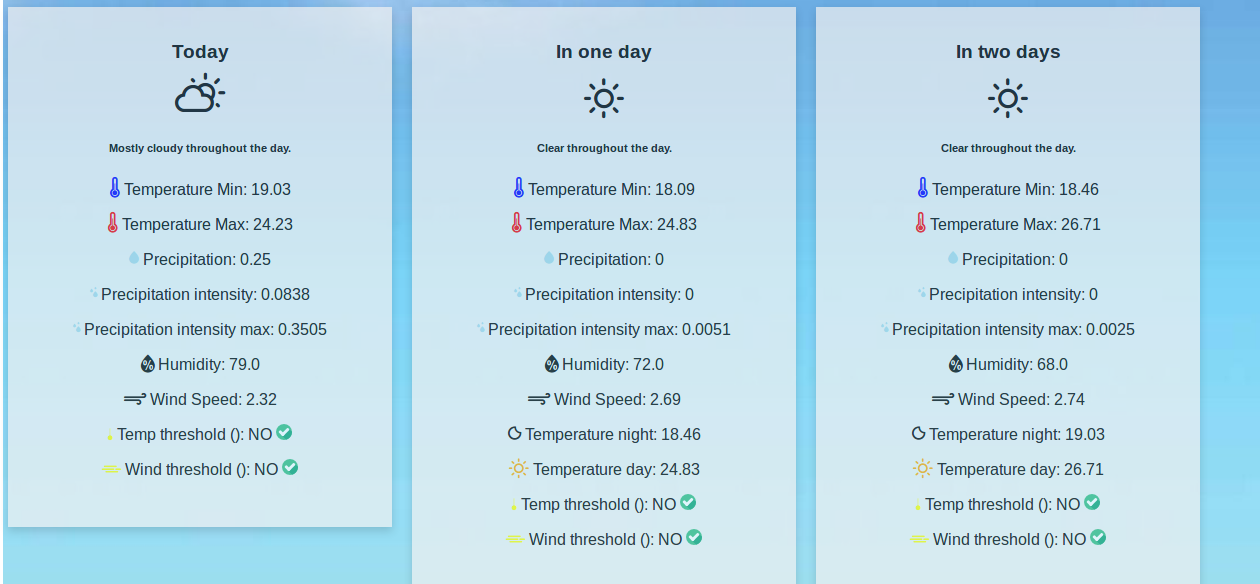 Today
Mostly cloudy throughout the day.
Temperature Min: 19.03
Temperature Max: 24.23
Precipitation: 0.25
Precipitation intensity: 0.0838
Precipitation intensity max: 0.3505
Humidity: 79.0
Wind Speed: 2.32
Temp threshold (): NO
Wind threshold (): NO
In one day
Clear throughout the day.
Temperature Min: 18.09
Temperature Max: 24.83
Precipitation: 0
Precipitation intensity: 0
Precipitation intensity max: 0.0051
Humidity: 72.0
Wind Speed: 2.69
Temperature night: 18.46
Temperature day: 24.83
Temp threshold (): NO
Wind threshold (): NO
In two days
Clear throughout the day.
Temperature Min: 18.46
Temperature Max: 26.71
Precipitation: 0
Precipitation intensity: 0
Precipitation intensity max: 0.0025
Humidity: 68.0
Wind Speed: 2.74
Temperature night: 19.03
Temperature day: 26.71
Temp threshold (): NO
Wind threshold (): NO